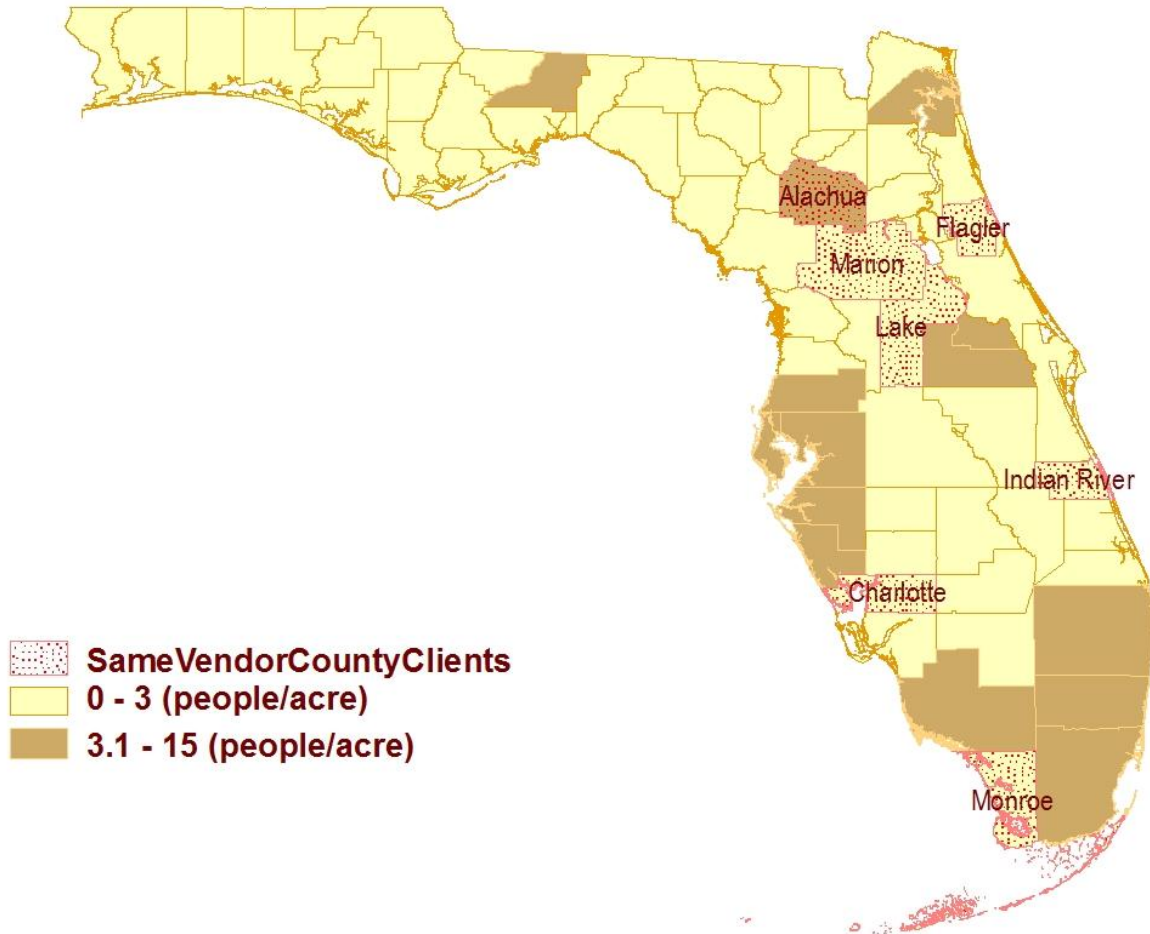 Alachua
Flagler
Marion
Lake
Indian River
Charlotte
SameVendorCountyClients
0 - 3 (people/acre)
3.1 - 15 (people/acre)
Monroe